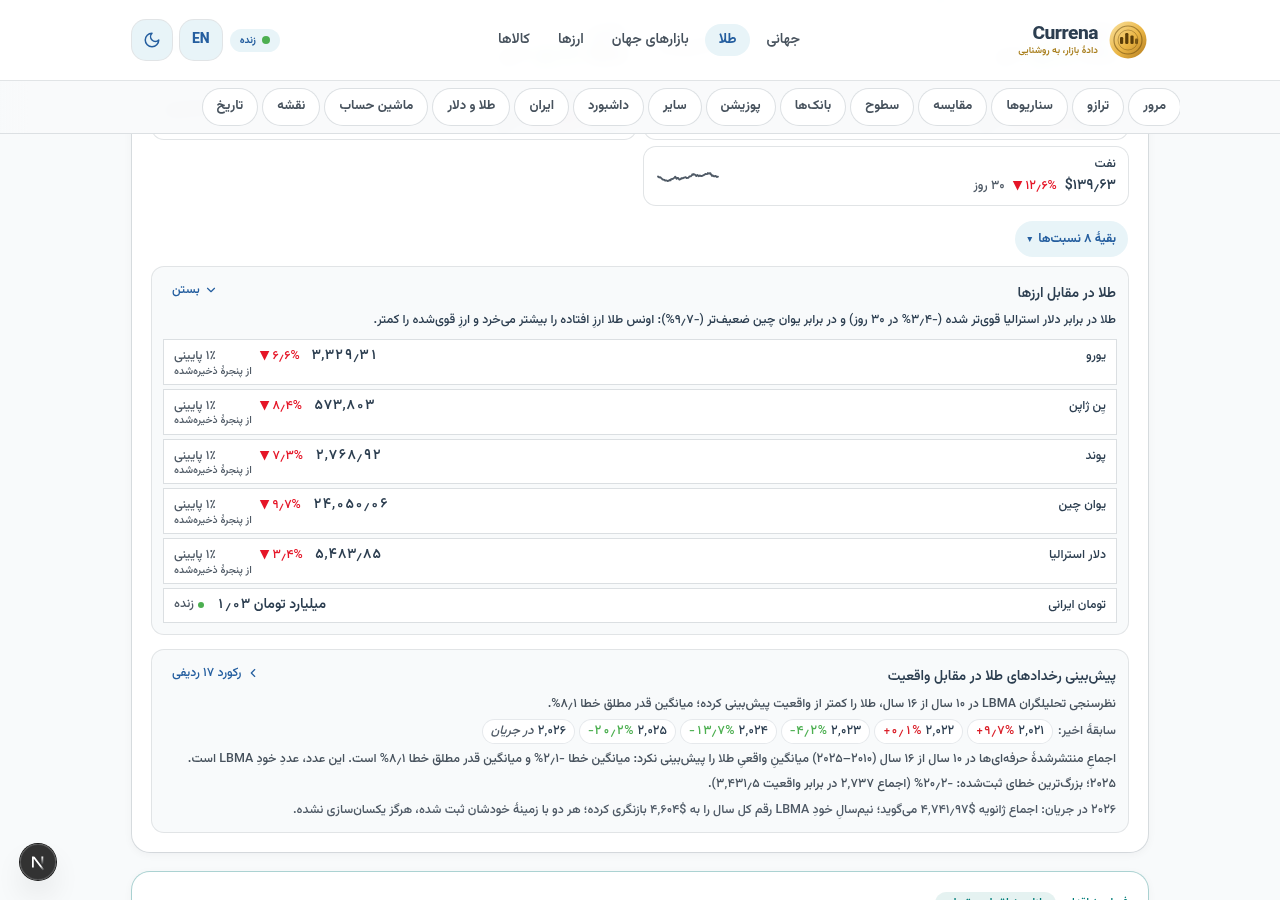 Currena
دادهٔ بازار، به روشنایی
جهانی
طلا
بازارهای جهان
ارزها
کالاها
زنده
EN
مرور
ترازو
سناریوها
مقایسه
سطوح
بانک‌ها
پوزیشن
سایر
داشبورد
ایران
طلا و دلار
ماشین حساب
نقشه
تاریخ
نفت
$۱۳۹٫۶۳ ▼۱۲٫۶% ۳۰ روز
بقیهٔ ۸ نسبت‌ها ▾
طلا در مقابل ارزها
بستن
طلا در برابر دلار استرالیا قوی‌تر شده (-۳٫۴% در ۳۰ روز) و در برابر یوان چین ضعیف‌تر (-۹٫۷%): اونس طلا ارزِ افتاده را بیشتر می‌خرد و ارزِ قوی‌شده را کمتر.
یورو ۳,۳۲۹٫۳۱ ▼۶٫۶% ۱٪ پایینی
از پنجرهٔ ذخیره‌شده
ین ژاپن ۵۷۳,۸۰۳ ▼۸٫۴% ۱٪ پایینی
از پنجرهٔ ذخیره‌شده
پوند ۲,۷۶۸٫۹۲ ▼۷٫۳% ۱٪ پایینی
از پنجرهٔ ذخیره‌شده
یوان چین ۲۴,۰۵۰٫۰۶ ▼۹٫۷% ۱٪ پایینی
از پنجرهٔ ذخیره‌شده
دلار استرالیا ۵,۴۸۳٫۸۵ ▼۳٫۴% ۱٪ پایینی
از پنجرهٔ ذخیره‌شده
تومان ایرانی ۱٫۰۳ میلیارد تومان زنده
پیش‌بینی رخدادهای طلا در مقابل واقعیت
رکورد ۱۷ ردیفی
نظرسنجی تحلیلگران LBMA در ۱۰ سال از ۱۶ سال، طلا را کمتر از واقعیت پیش‌بینی کرده؛ میانگین قدر مطلق خطا ۸٫۱%.
سابقهٔ اخیر: ۲,۰۲۱ +۹٫۷% ۲,۰۲۲ +۰٫۱% ۲,۰۲۳ -۴٫۲% ۲,۰۲۴ -۱۳٫۷% ۲,۰۲۵ -۲۰٫۲% ۲,۰۲۶ در جریان
اجماعِ منتشرشدهٔ حرفه‌ای‌ها در ۱۰ سال از ۱۶ سال (۲۰۱۰–۲۰۲۵) میانگینِ واقعیِ طلا را پیش‌بینی نکرد: میانگین خطا -۲٫۱% و میانگین قدر مطلق خطا ۸٫۱% است. این عدد، عددِ خودِ LBMA است.
۲۰۲۵؛ بزرگ‌ترین خطای ثبت‌شده: -۲۰٫۲% (اجماع ۲,۷۳۷ در برابر واقعیت ۳,۴۳۱٫۵).
۲۰۲۶ در جریان: اجماع ژانویه $۴,۷۴۱٫۹۷ می‌گوید؛ نیم‌سالِ خودِ LBMA رقم کل سال را به $۴,۶۰۴ بازنگری کرده؛ هر دو با زمینهٔ خودشان ثبت شده، هرگز یکسان‌سازی نشده.
N